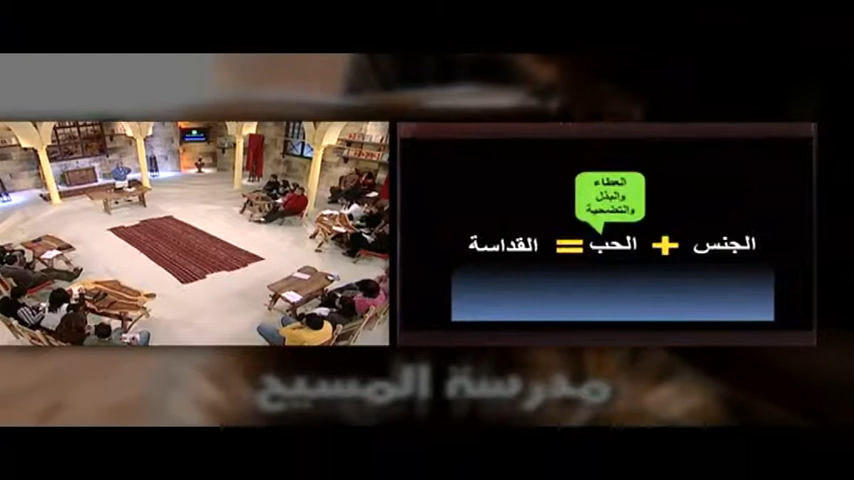 العطاء
والبذل
والتضحية
الجنس + الحب = القداسة
مدرسة المسيح